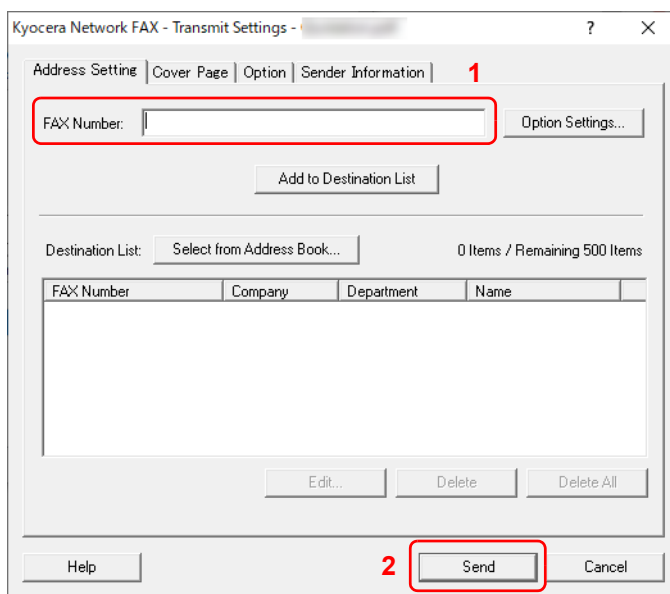 Kyocera Network FAX - Transmit Settings -
? ×
Address Setting Cover Page Option Sender Information 1
FAX Number: Option Settings...
Add to Destination List
Destination List: Select from Address Book... 0 Items / Remaining 500 Items
FAX Number Company Department Name
Edit... Delete Delete All
Help 2 Send Cancel